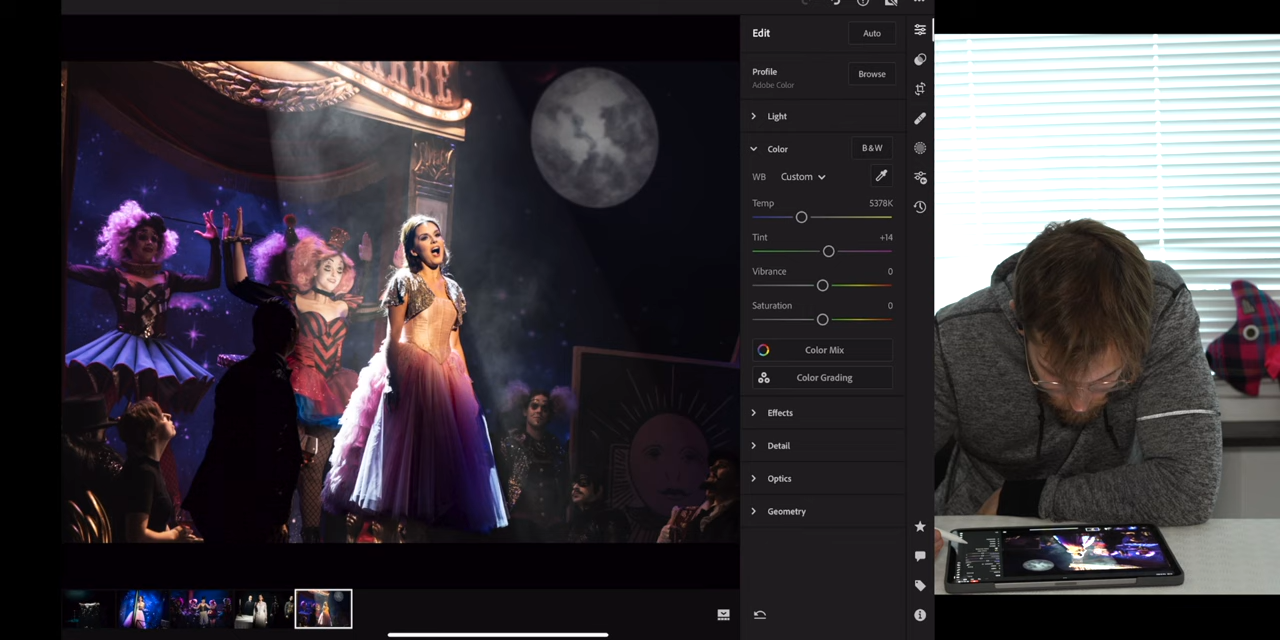 Edit
Auto
Profile
Adobe Color
Browse
Light
Color
B&W
WB
Custom
Temp
5378K
Tint
+14
Vibrance
0
Saturation
0
Color Mix
Color Grading
Effects
Detail
Optics
Geometry